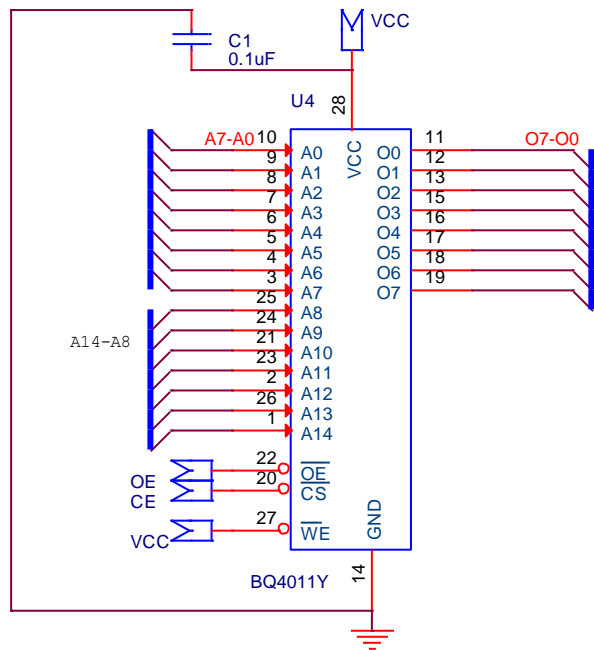 VCC
C1
0.1uF
U4
28
A7-A0
O7-O0
10 A0 VCC O0 11
9 A1 O1 12
8 A2 O2 13
7 A3 O3 15
6 A4 O4 16
5 A5 O5 17
4 A6 O6 18
3 A7 O7 19
25 A8
24 A9
A14-A8
21 A10
23 A11
2 A12
26 A13
1 A14
OE 22 OE
CE 20 CS
VCC 27 WE
GND
BQ4011Y
14